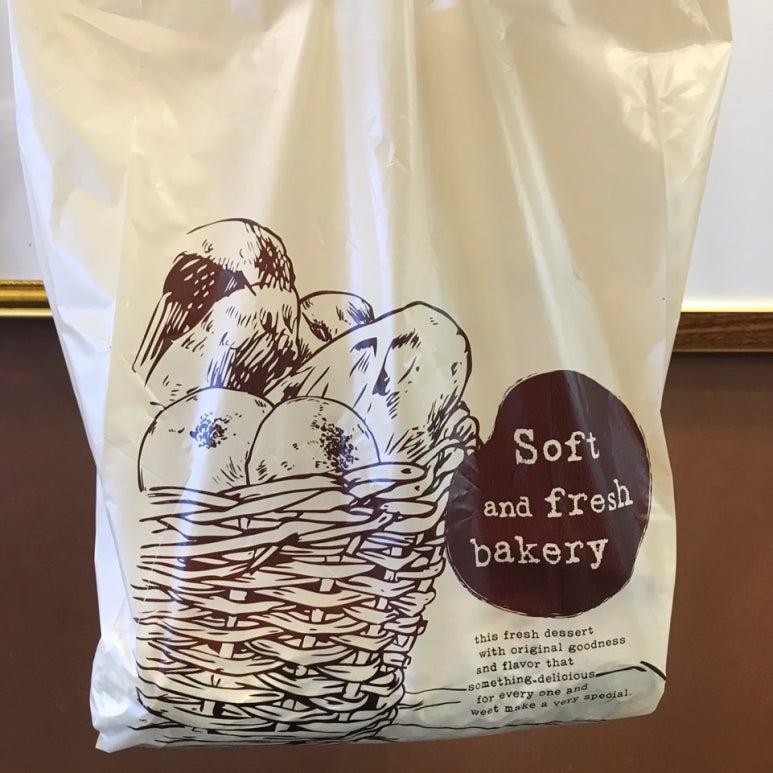 Soft
and fresh
bakery
this fresh dessert
with original goodness
and flavor that
something-delicious
for every one and
weet make a very special.